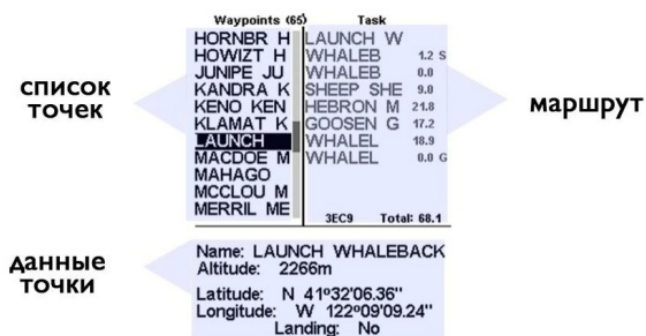 Waypoints (65) Task
HORNBR H LAUNCH W
HOWIZT H WHALEB 1.2 S
JUNIPE JU WHALEB 0.0
KANDRA K SHEEP SHE 9.0
KENO KEN HEBRON M 21.8
KLAMAT K GOOSEN G 17.2
LAUNCH WHALEL 18.9
MACDOE M WHALEL 0.0 G
MAHAGO
MCCLOU M
MERRIL ME
3EC9 Total: 68.1
список
точек
маршрут
данные
точки
Name: LAUNCH WHALEBACK
Altitude: 2266m
Latitude: N 41º32'06.36"
Longitude: W 122º09'09.24"
Landing: No